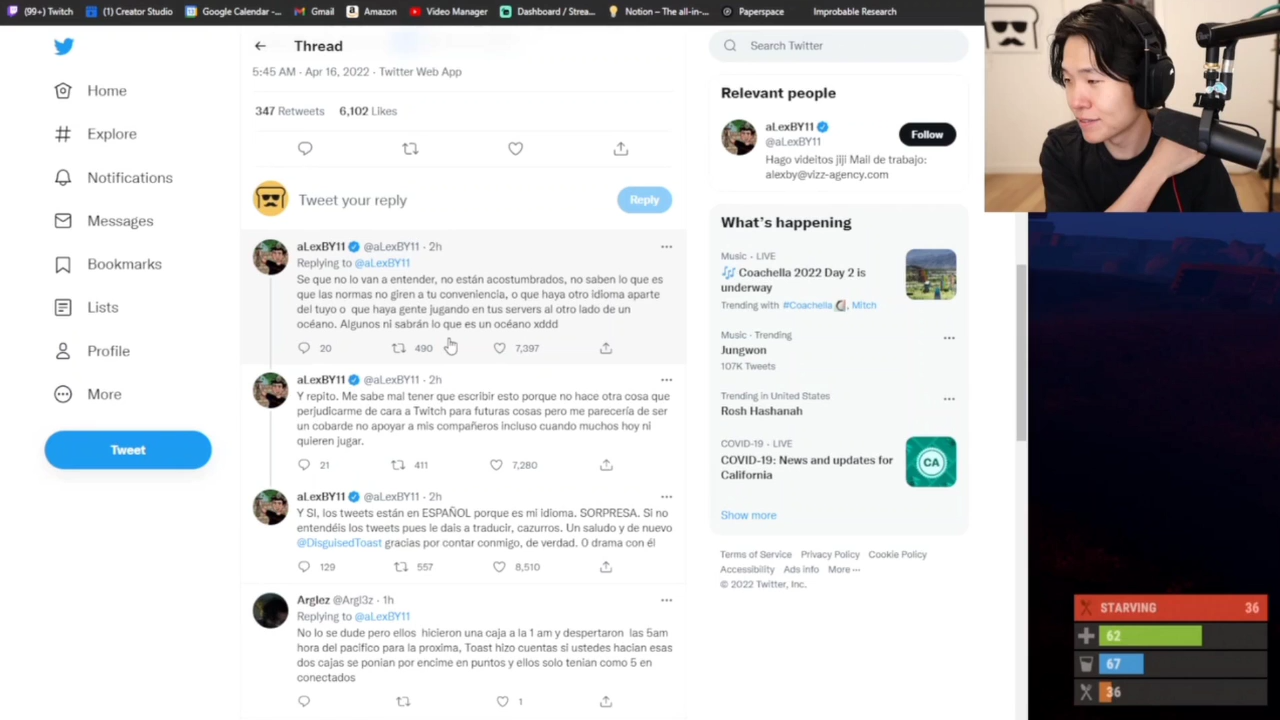 (99+) Twitch
(1) Creator Studio
Google Calendar -...
Gmail
Amazon
Video Manager
Dashboard / Strea...
Notion – The all-in-...
Paperspace
Improbable Research
Home
Explore
Notifications
Messages
Bookmarks
Lists
Profile
More
Tweet
Thread
5:45 AM · Apr 16, 2022 · Twitter Web App
347 Retweets 6,102 Likes
Tweet your reply
Reply
aLexBY11 @aLexBY11 · 2h
Replying to @aLexBY11
Se que no lo van a entender, no están acostumbrados, no saben lo que es
que las normas no giren a tu conveniencia, o que haya otro idioma aparte
del tuyo o que haya gente jugando en tus servers al otro lado de un
océano. Algunos ni sabrán lo que es un océano xddd
20 490 7,397
aLexBY11 @aLexBY11 · 2h
Y repito. Me sabe mal tener que escribir esto porque no hace otra cosa que
perjudicarme de cara a Twitch para futuras cosas pero me parecería de ser
un cobarde no apoyar a mis compañeros incluso cuando muchos hoy ni
quieren jugar.
21 411 7,280
aLexBY11 @aLexBY11 · 2h
Y SI, los tweets están en ESPAÑOL porque es mi idioma. SORPRESA. Si no
entendéis los tweets pues le dais a traducir, cazurros. Un saludo y de nuevo
@DisguisedToast gracias por contar conmigo, de verdad. 0 drama con él
129 557 8,510
Arglez @Argl3z · 1h
Replying to @aLexBY11
No lo se dude pero ellos hicieron una caja a la 1 am y despertaron las 5am
hora del pacifico para la proxima, Toast hizo cuentas si ustedes hacian esas
dos cajas se ponian por encime en puntos y ellos solo tenian como 5 en
conectados
1
Search Twitter
Relevant people
aLexBY11
@aLexBY11
Follow
Hago videitos jiji Mail de trabajo:
alexby@vizz-agency.com
What's happening
Music · LIVE
Coachella 2022 Day 2 is
underway
Trending with #Coachella, Mitch
Music · Trending
Jungwon
107K Tweets
Trending in United States
Rosh Hashanah
COVID-19 · LIVE
COVID-19: News and updates for
California
CA
Show more
Terms of Service Privacy Policy Cookie Policy
Accessibility Ads info More ···
© 2022 Twitter, Inc.
STARVING 36
62
67
36